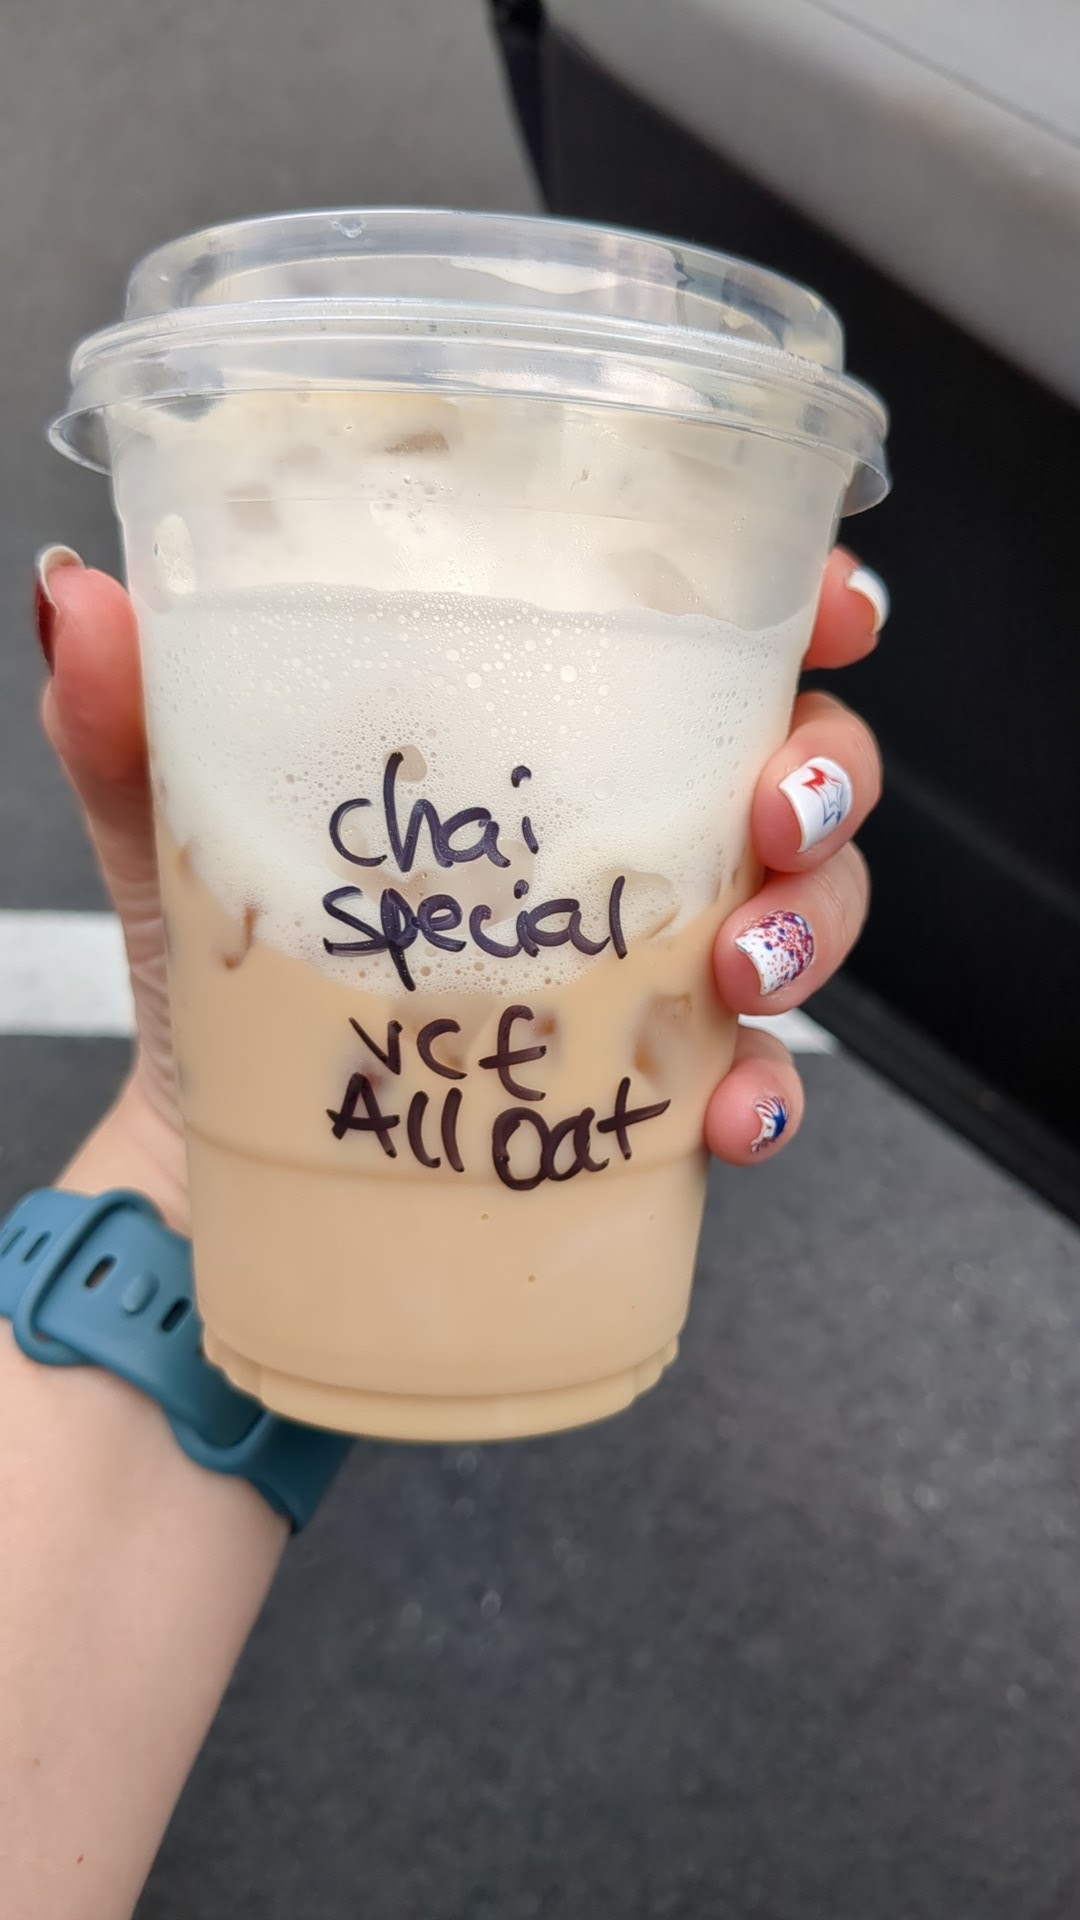 chai
special
vcf
All Oat